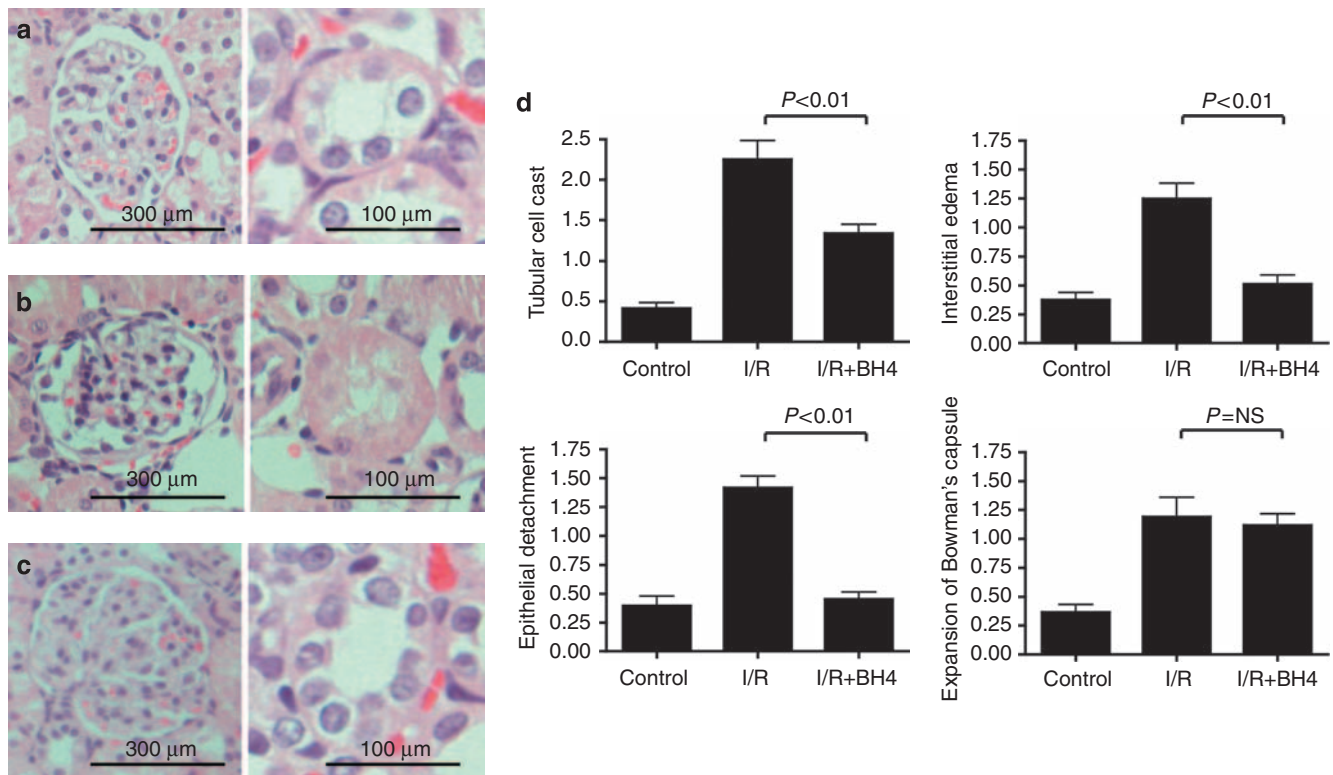 a
300 μm
100 μm
b
300 μm
100 μm
c
300 μm
100 μm
d
P<0.01
Tubular cell cast
2.5
2.0
1.5
1.0
0.5
0.0
Control I/R I/R+BH4
P<0.01
Interstitial edema
1.75
1.50
1.25
1.00
0.75
0.50
0.25
0.00
Control I/R I/R+BH4
P<0.01
Epithelial detachment
1.75
1.50
1.25
1.00
0.75
0.50
0.25
0.00
Control I/R I/R+BH4
P=NS
Expansion of Bowman's capsule
1.75
1.50
1.25
1.00
0.75
0.50
0.25
0.00
Control I/R I/R+BH4